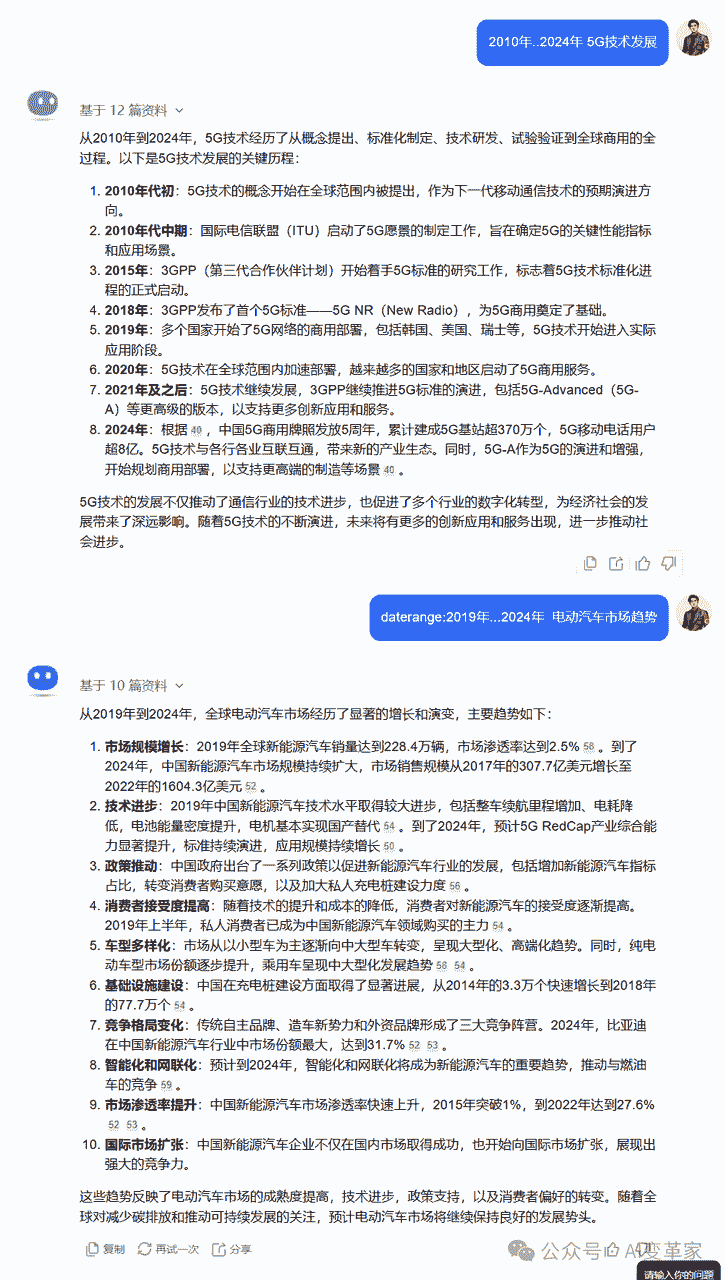 2010年..2024年 5G技术发展
基于 12 篇资料
从2010年到2024年，5G技术经历了从概念提出、标准化制定、技术研发、试验验证到全球商用的全
过程。以下是5G技术发展的关键历程：
1. 2010年代初：5G技术的概念开始在全球范围内被提出，作为下一代移动通信技术的预期演进方
向。
2. 2010年代中期：国际电信联盟（ITU）启动了5G愿景的制定工作，旨在确定5G的关键性能指标
和应用场景。
3. 2015年：3GPP（第三代合作伙伴计划）开始着手5G标准的研究工作，标志着5G技术标准化进
程的正式启动。
4. 2018年：3GPP发布了首个5G标准——5G NR（New Radio），为5G商用奠定了基础。
5. 2019年：多个国家开始了5G网络的商用部署，包括韩国、美国、瑞士等，5G技术开始进入实际
应用阶段。
6. 2020年：5G技术在全球范围内加速部署，越来越多的国家和地区启动了5G商用服务。
7. 2021年及之后：5G技术继续发展，3GPP继续推进5G标准的演进，包括5G-Advanced（5G-
A）等更高级的版本，以支持更多创新应用和服务。
8. 2024年：根据 40 ，中国5G商用牌照发放5周年，累计建成5G基站超370万个，5G移动电话用户
超8亿。5G技术与各行各业互联互通，带来新的产业生态。同时，5G-A作为5G的演进和增强，
开始规划商用部署，以支持更高端的制造等场景 40 。
5G技术的发展不仅推动了通信行业的技术进步，也促进了多个行业的数字化转型，为经济社会的发
展带来了深远影响。随着5G技术的不断演进，未来将有更多的创新应用和服务出现，进一步推动社
会进步。
daterange:2019年...2024年 电动汽车市场趋势
基于 10 篇资料
从2019年到2024年，全球电动汽车市场经历了显著的增长和演变，主要趋势如下：
1. 市场规模增长：2019年全球新能源汽车销量达到228.4万辆，市场渗透率达到2.5% 58 。到了
2024年，中国新能源汽车市场规模持续扩大，市场销售规模从2017年的307.7亿美元增长至
2022年的1604.3亿美元 52 。
2. 技术进步：2019年中国新能源汽车技术水平取得较大进步，包括整车续航里程增加、电耗降
低，电池能量密度提升，电机基本实现国产替代 54 。到了2024年，预计5G RedCap产业综合能
力显著提升，标准持续演进，应用规模持续增长 50 。
3. 政策推动：中国政府出台了一系列政策以促进新能源汽车行业的发展，包括增加新能源汽车指标
占比，转变消费者购买意愿，以及加大私人充电桩建设力度 56 。
4. 消费者接受度提高：随着技术的提升和成本的降低，消费者对新能源汽车的接受度逐渐提高。
2019年上半年，私人消费者已成为中国新能源汽车领域购买的主力 54 。
5. 车型多样化：市场从以小型车为主逐渐向中大型车转变，呈现大型化、高端化趋势。同时，纯电
动车型市场份额逐步提升，乘用车呈现中大型化发展趋势 56 54 。
6. 基础设施建设：中国在充电桩建设方面取得了显著进展，从2014年的3.3万个快速增长到2018年
的77.7万个 54 。
7. 竞争格局变化：传统自主品牌、造车新势力和外资品牌形成了三大竞争阵营。2024年，比亚迪
在中国新能源汽车行业中市场份额最大，达到31.7% 52 53 。
8. 智能化和网联化：预计到2024年，智能化和网联化将成为新能源汽车的重要趋势，推动与燃油
车的竞争 59 。
9. 市场渗透率提升：中国新能源汽车市场渗透率快速上升，2015年突破1%，到2022年达到27.6%
52 53 。
10. 国际市场扩张：中国新能源汽车企业不仅在国内市场取得成功，也开始向国际市场扩张，展现出
强大的竞争力。
这些趋势反映了电动汽车市场的成熟度提高，技术进步，政策支持，以及消费者偏好的转变。随着全
球对减少碳排放和推动可持续发展的关注，预计电动汽车市场将继续保持良好的发展势头。
复制 再试一次 分享
公众号 AI变革家
请输入你的问题